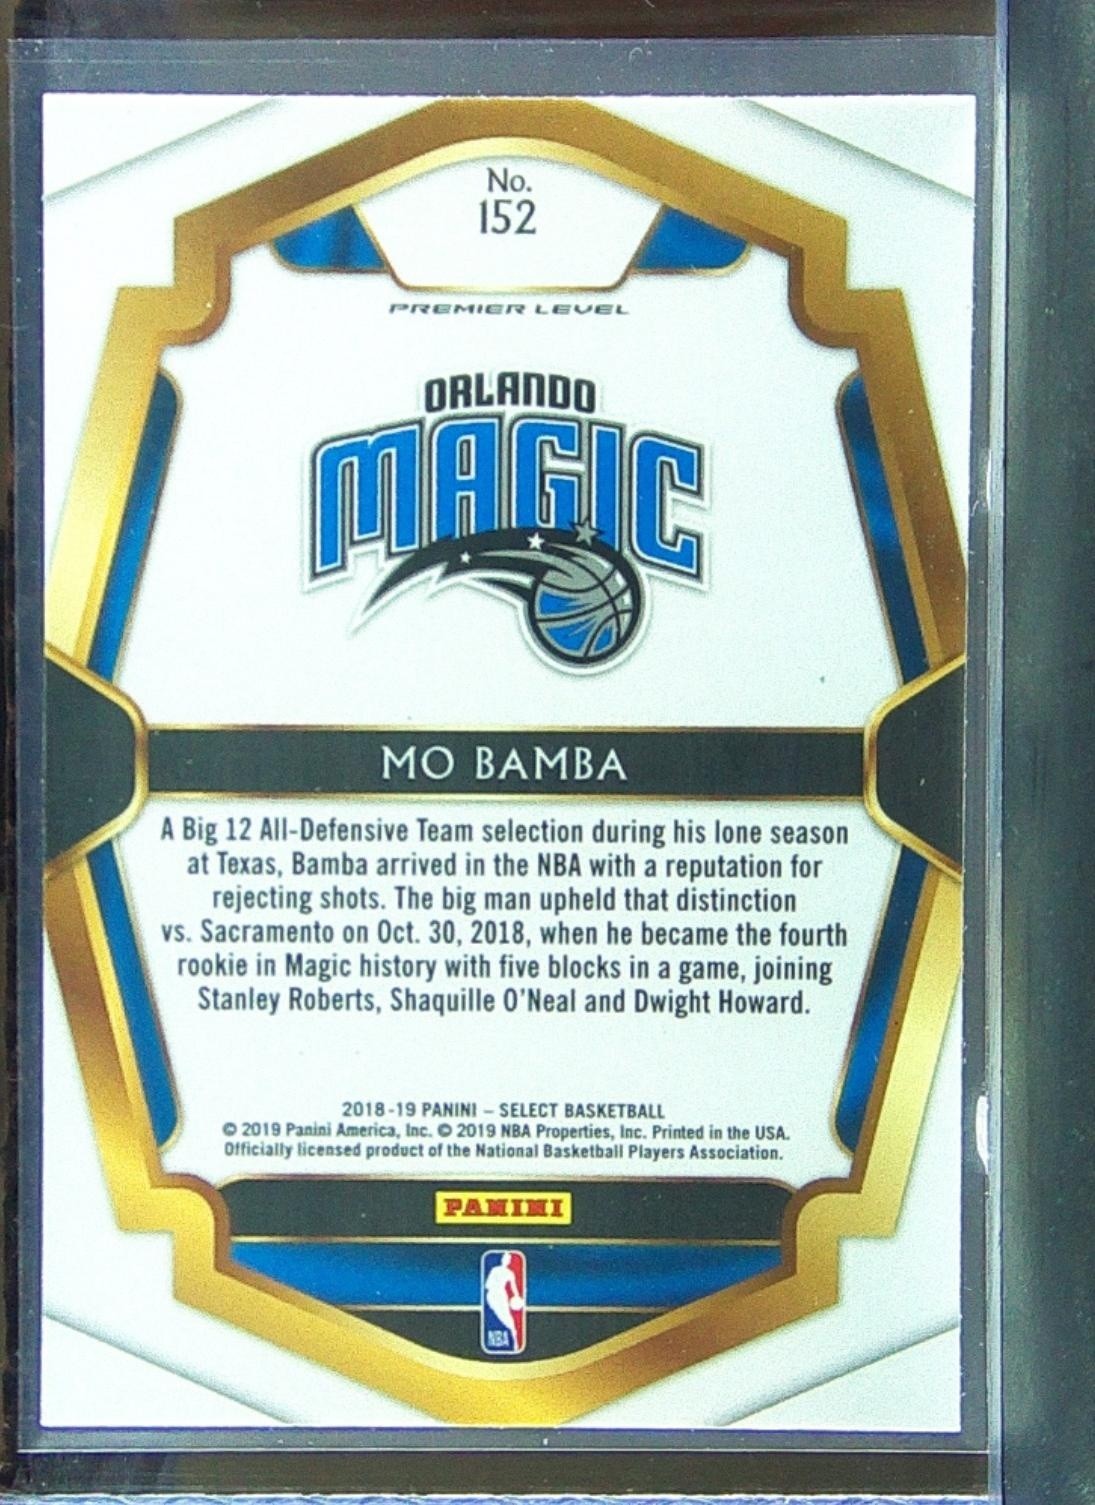 No.
152
PREMIER LEVEL
ORLANDO
MAGIC
MO BAMBA
A Big 12 All-Defensive Team selection during his lone season
at Texas, Bamba arrived in the NBA with a reputation for
rejecting shots. The big man upheld that distinction
vs. Sacramento on Oct. 30, 2018, when he became the fourth
rookie in Magic history with five blocks in a game, joining
Stanley Roberts, Shaquille O'Neal and Dwight Howard.
2018-19 PANINI – SELECT BASKETBALL
© 2019 Panini America, Inc. © 2019 NBA Properties, Inc. Printed in the USA.
Officially licensed product of the National Basketball Players Association.
PANINI
NBA